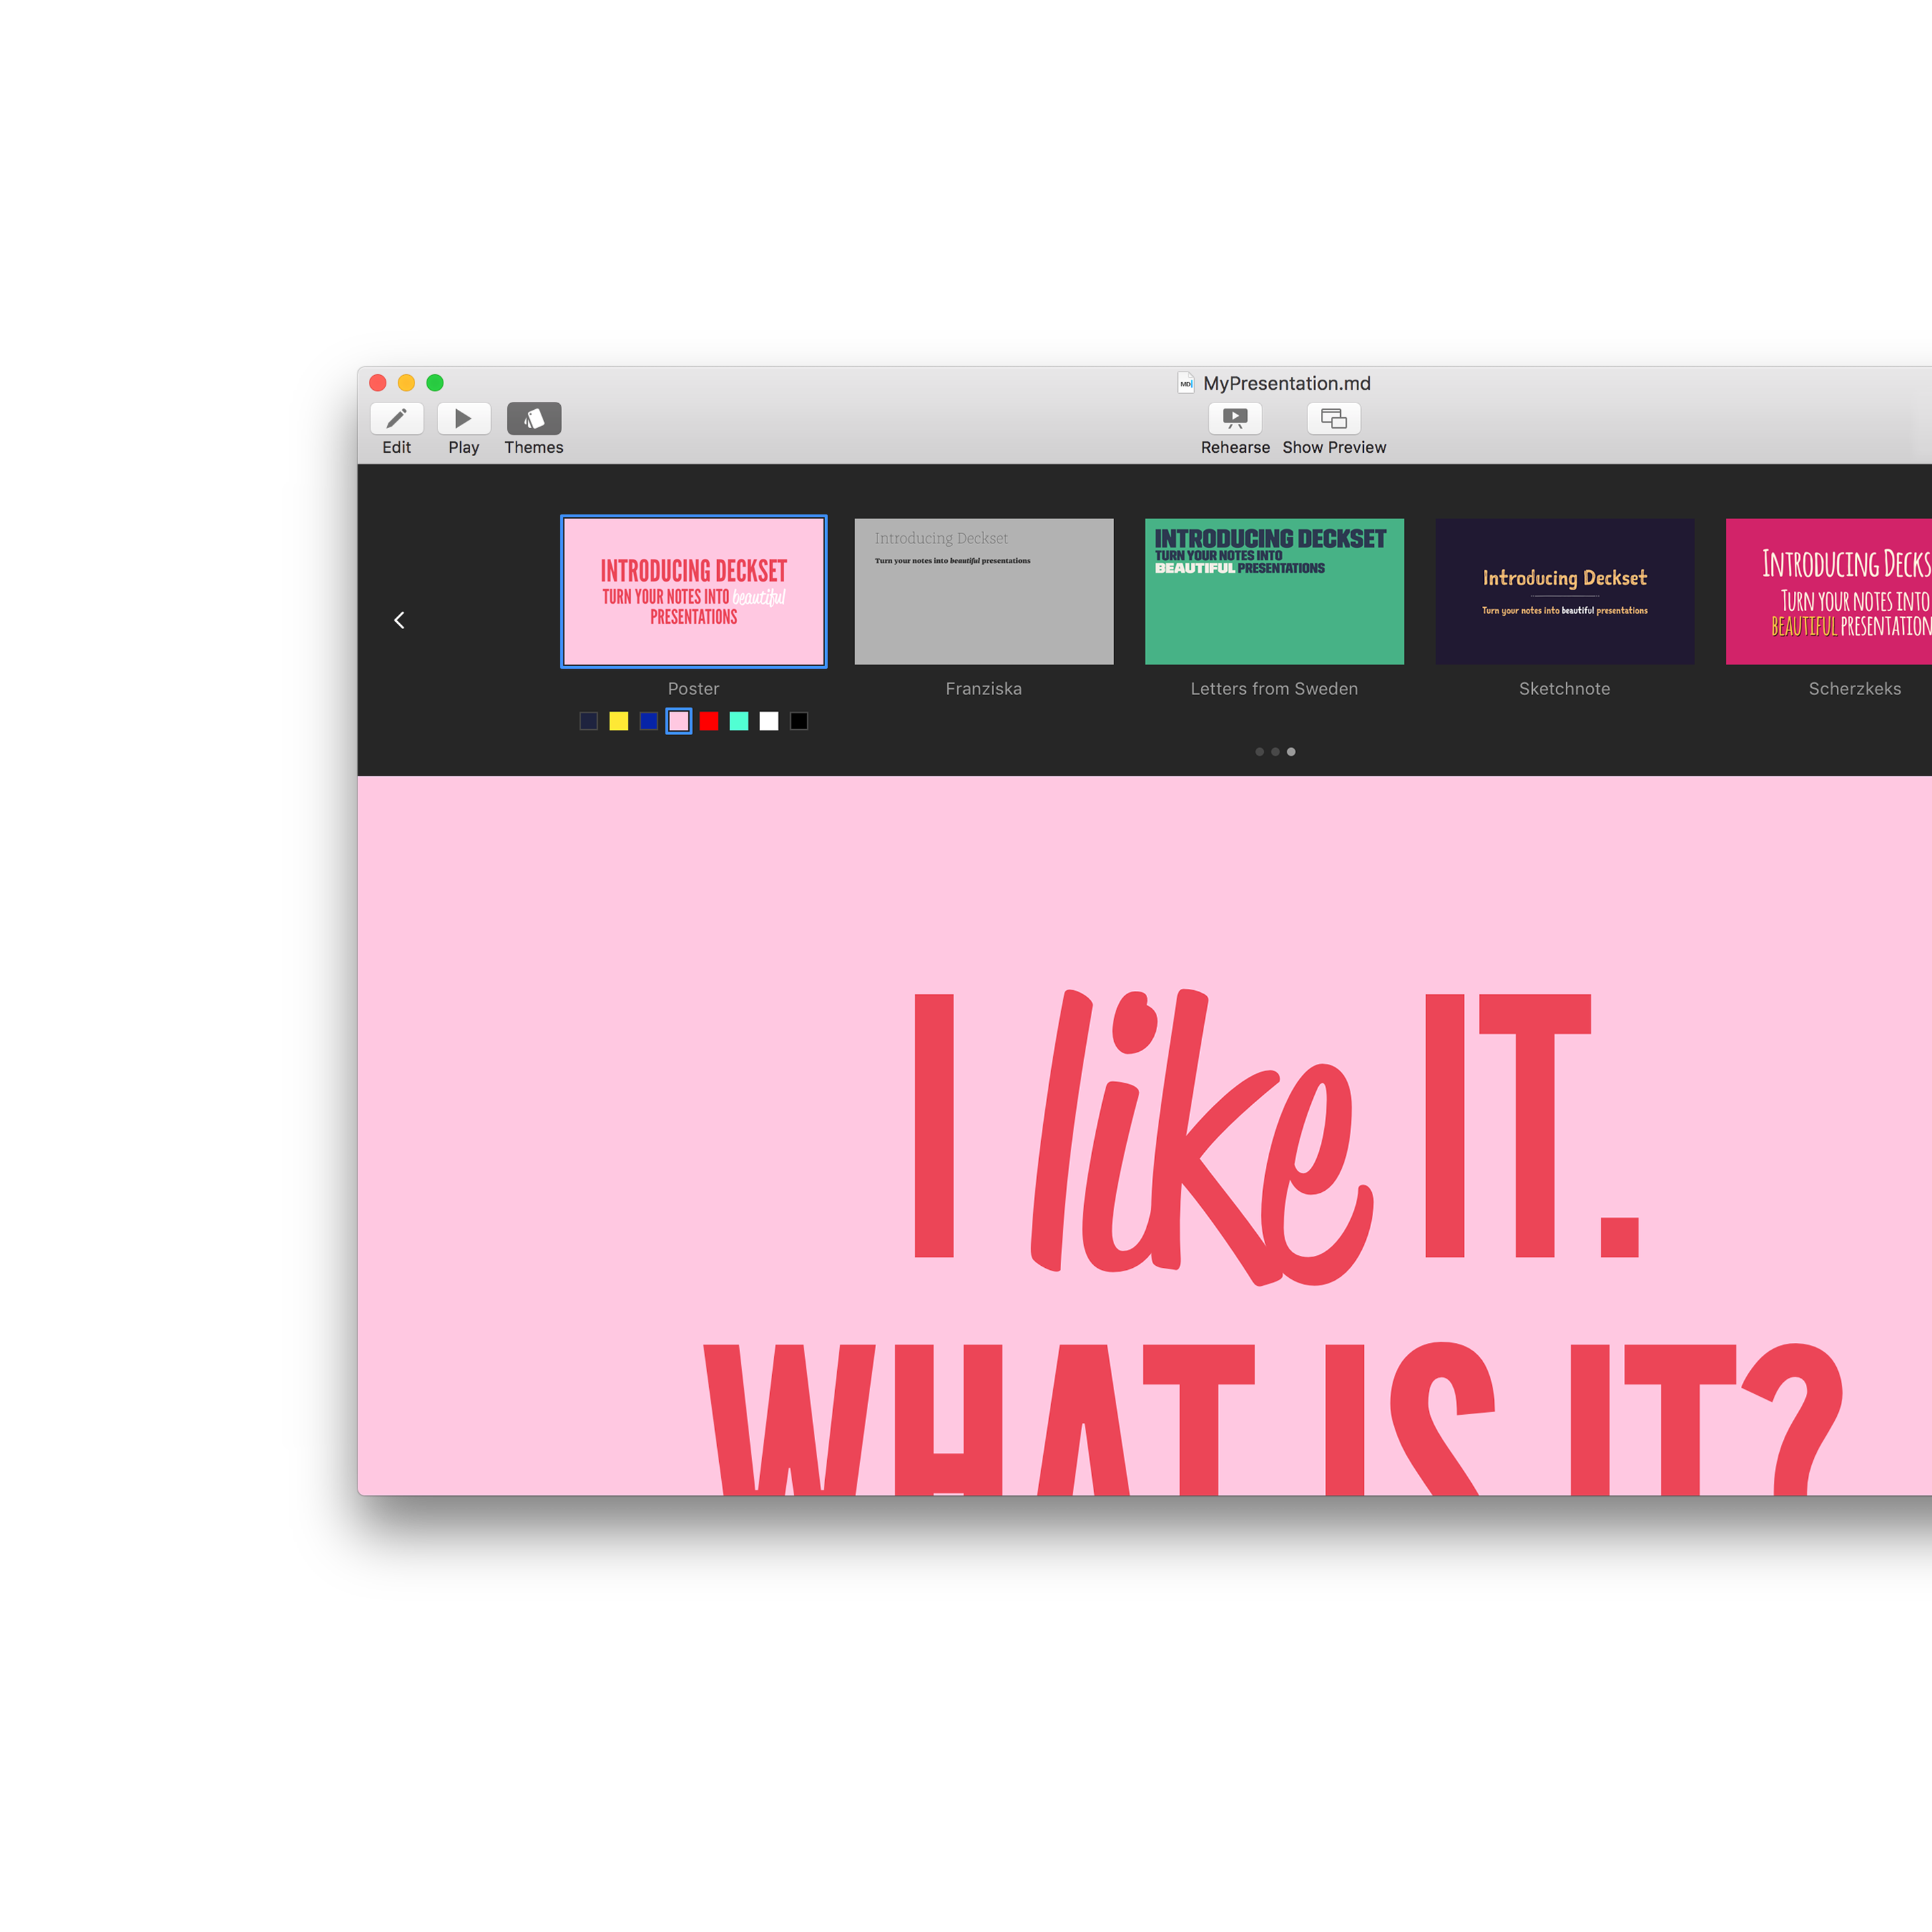 MD MyPresentation.md
Edit Play Themes Rehearse Show Preview
INTRODUCING DECKSET
TURN YOUR NOTES INTO beautiful
PRESENTATIONS
Poster
Introducing Deckset
Turn your notes into beautiful presentations
Franziska
INTRODUCING DECKSET
TURN YOUR NOTES INTO
BEAUTIFUL PRESENTATIONS
Letters from Sweden
Introducing Deckset
Turn your notes into beautiful presentations
Sketchnote
INTRODUCING DECKS
TURN YOUR NOTES INTO
BEAUTIFUL PRESENTATION
Scherzkeks
I like IT.
WHAT IS IT?